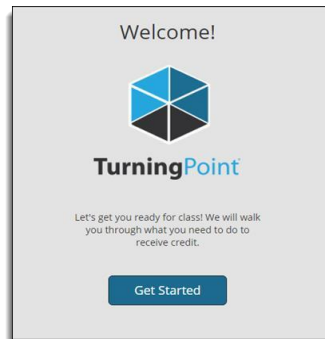 Welcome!
TurningPoint
Let's get you ready for class! We will walk
you through what you need to do to
receive credit.
Get Started